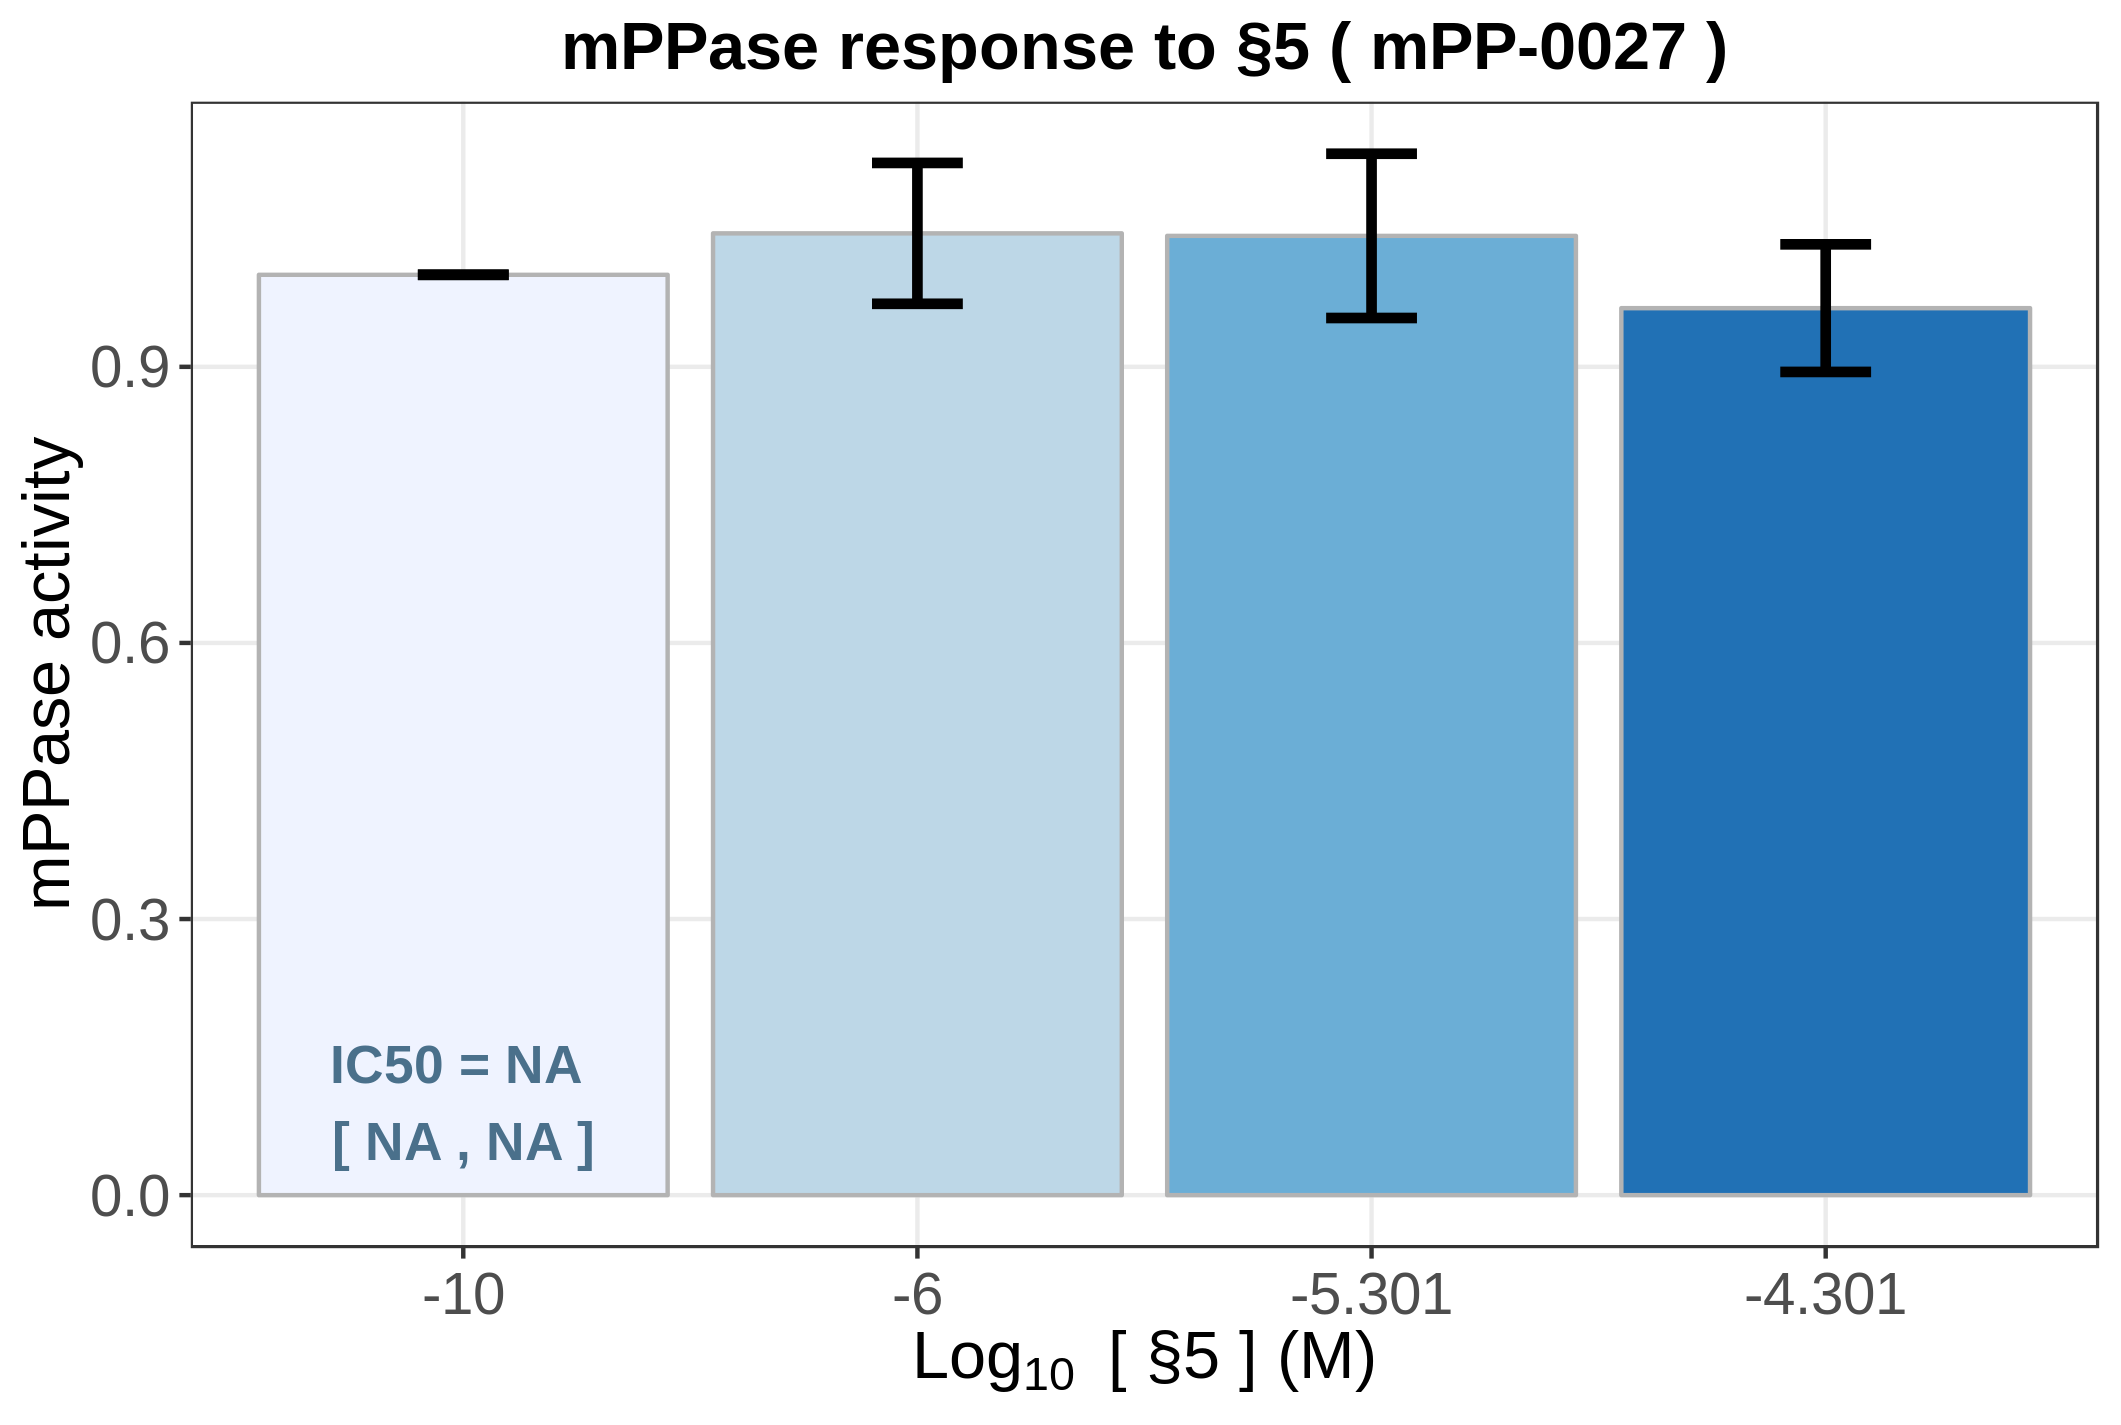 mPPase response to §5 ( mPP-0027 )
mPPase activity
0.9
0.6
0.3
0.0
IC50 = NA
[ NA , NA ]
-10
-6
-5.301
-4.301
Log10 [ §5 ] (M)